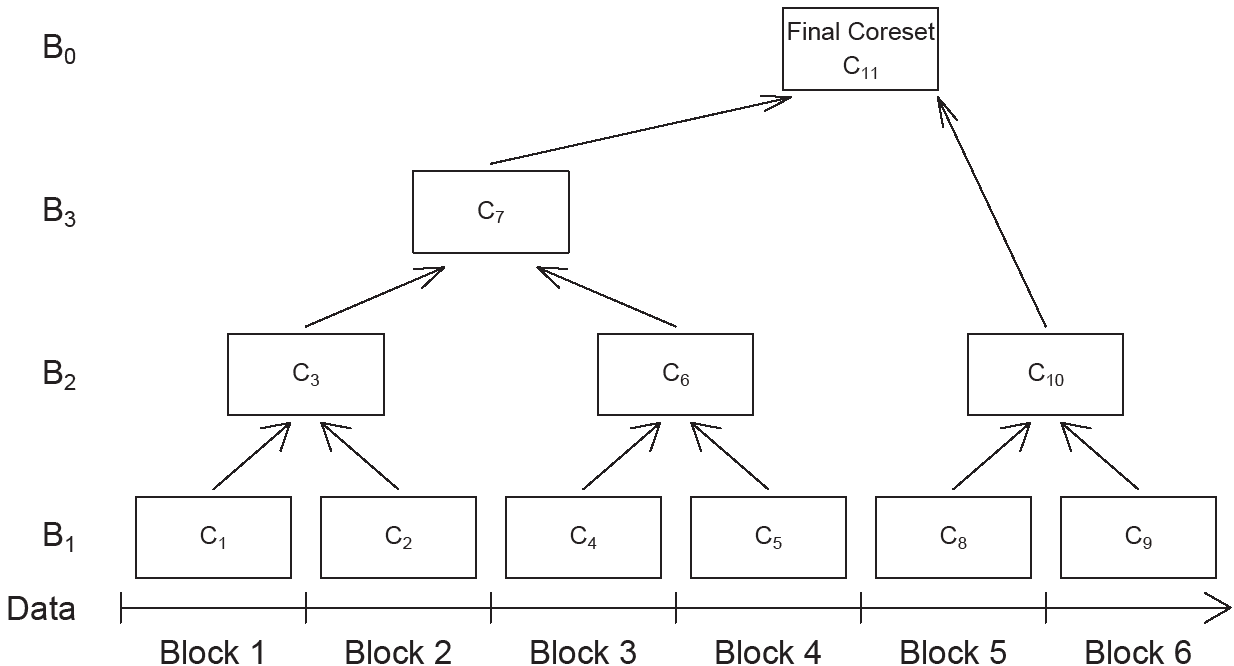 B₀
Final Coreset
C₁₁
B₃
C₇
B₂
C₃
C₆
C₁₀
B₁
C₁
C₂
C₄
C₅
C₈
C₉
Data
Block 1
Block 2
Block 3
Block 4
Block 5
Block 6